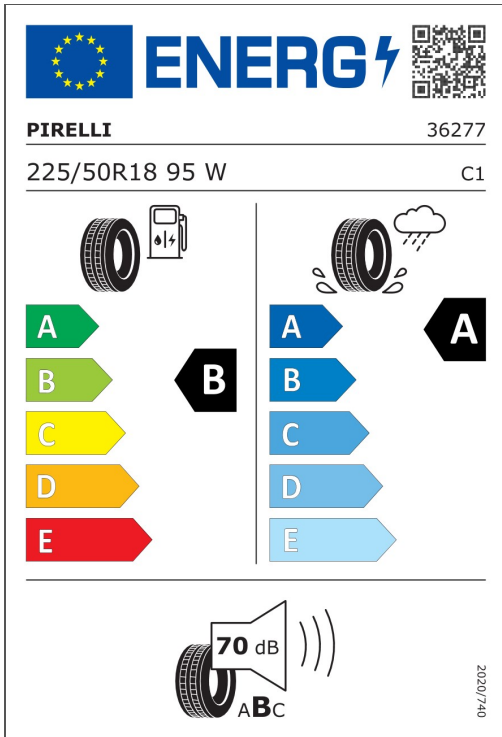 ENERG
PIRELLI 36277
225/50R18 95 W C1
A A A
B B B
C C
D D
E E
70 dB
ABC
2020/740